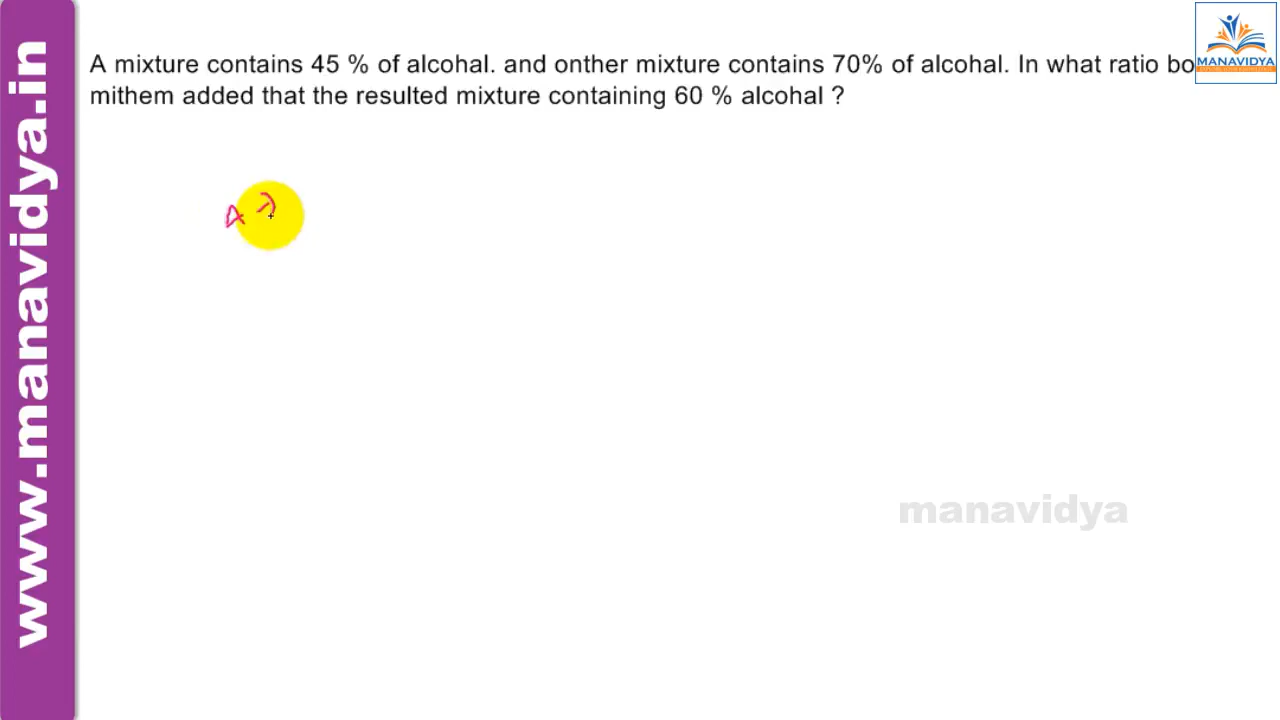 www.manavidya.in
MANAVIDYA
A mixture contains 45 % of alcohal. and onther mixture contains 70% of alcohal. In what ratio bo
mithem added that the resulted mixture containing 60 % alcohal ?
4
manavidya